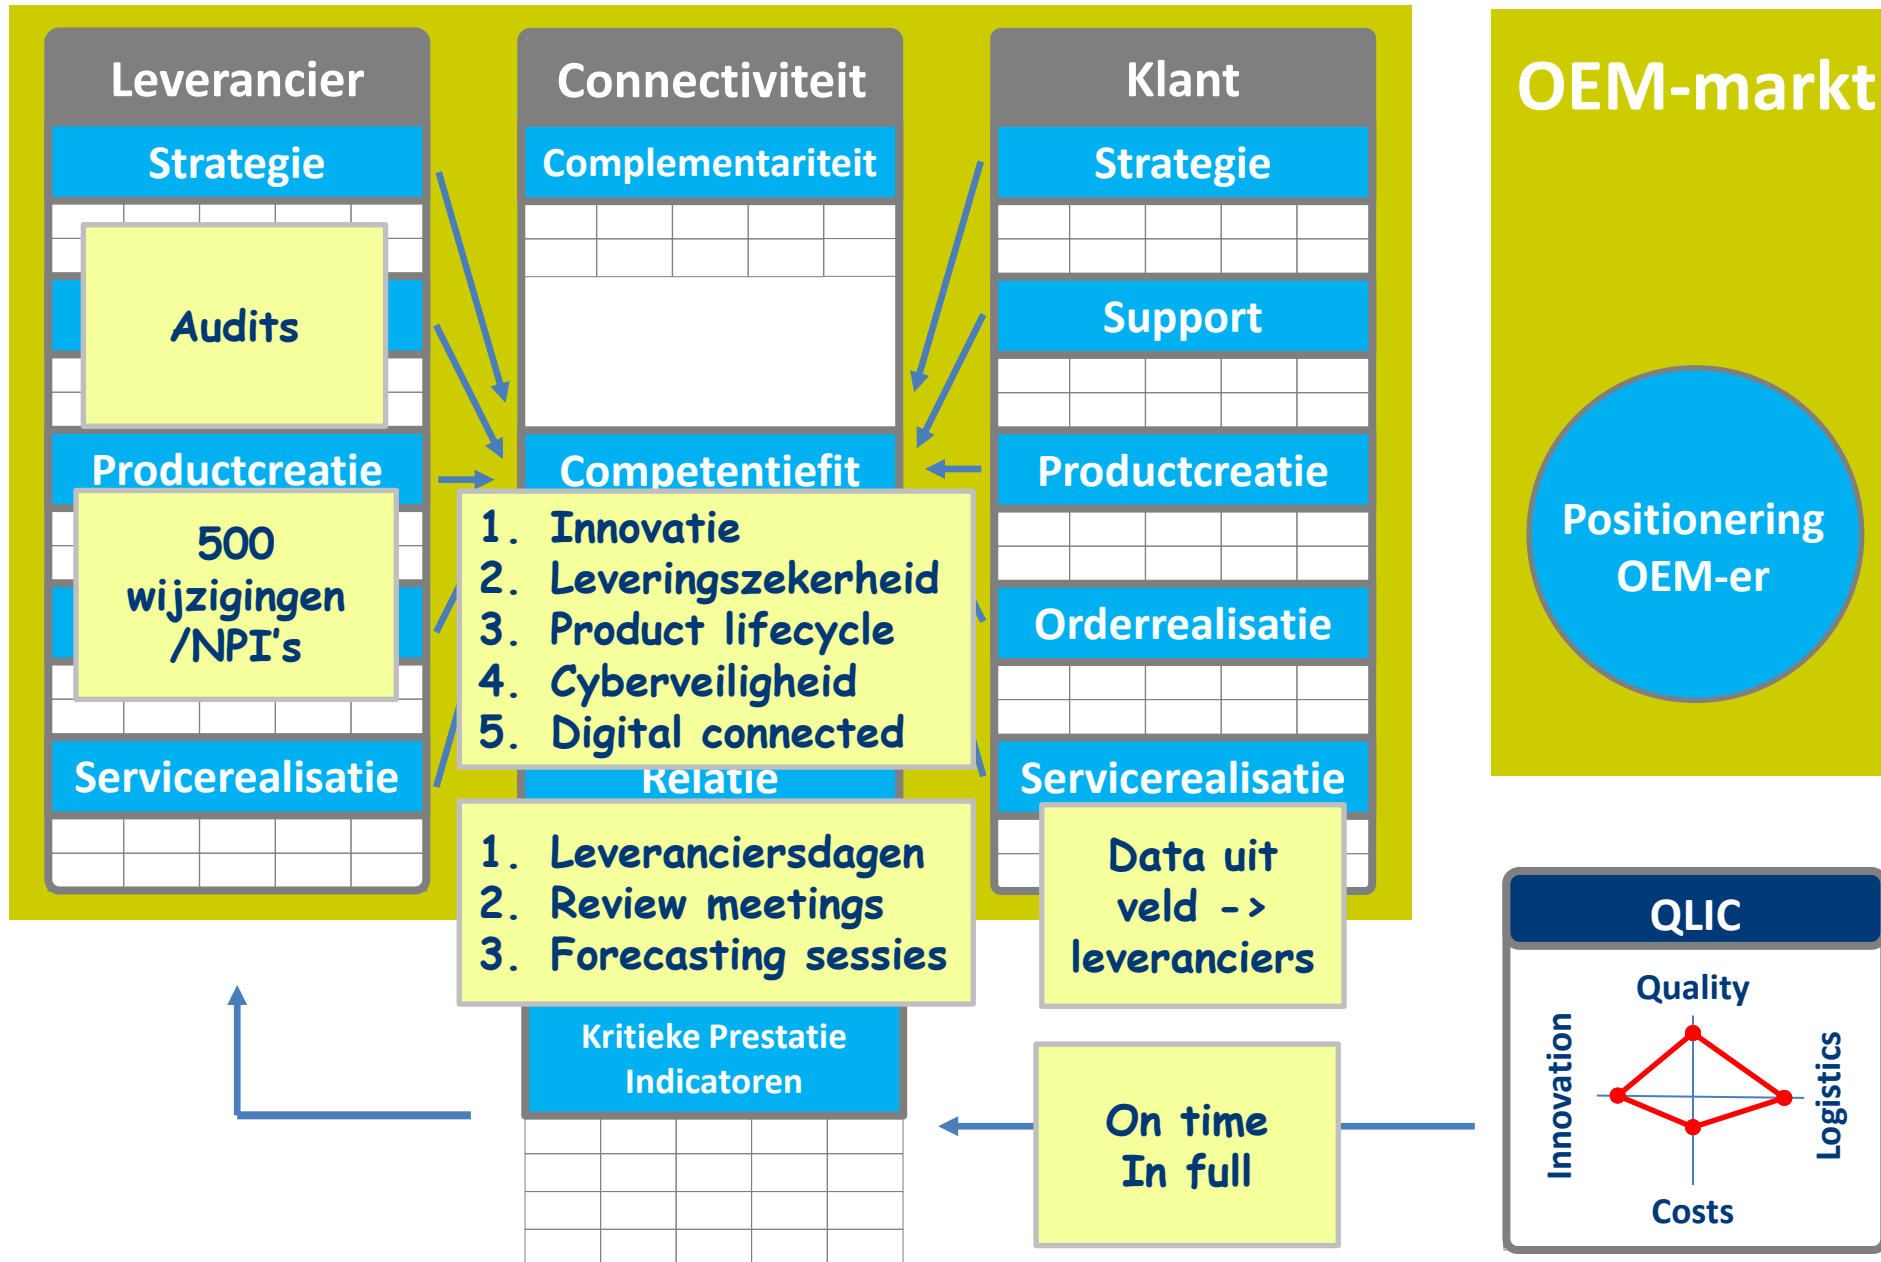 Leverancier
Strategie
Audits
Productcreatie
500
wijzigingen
/NPI's
Servicerealisatie
Connectiviteit
Complementariteit
Competentiefit
1. Innovatie
2. Leveringszekerheid
3. Product lifecycle
4. Cyberveiligheid
5. Digital connected
Relatie
1. Leveranciersdagen
2. Review meetings
3. Forecasting sessies
Kritieke Prestatie
Indicatoren
Klant
Strategie
Support
Productcreatie
Orderrealisatie
Servicerealisatie
Data uit
veld ->
leveranciers
On time
In full
OEM-markt
Positionering
OEM-er
QLIC
Quality
Innovation
Logistics
Costs